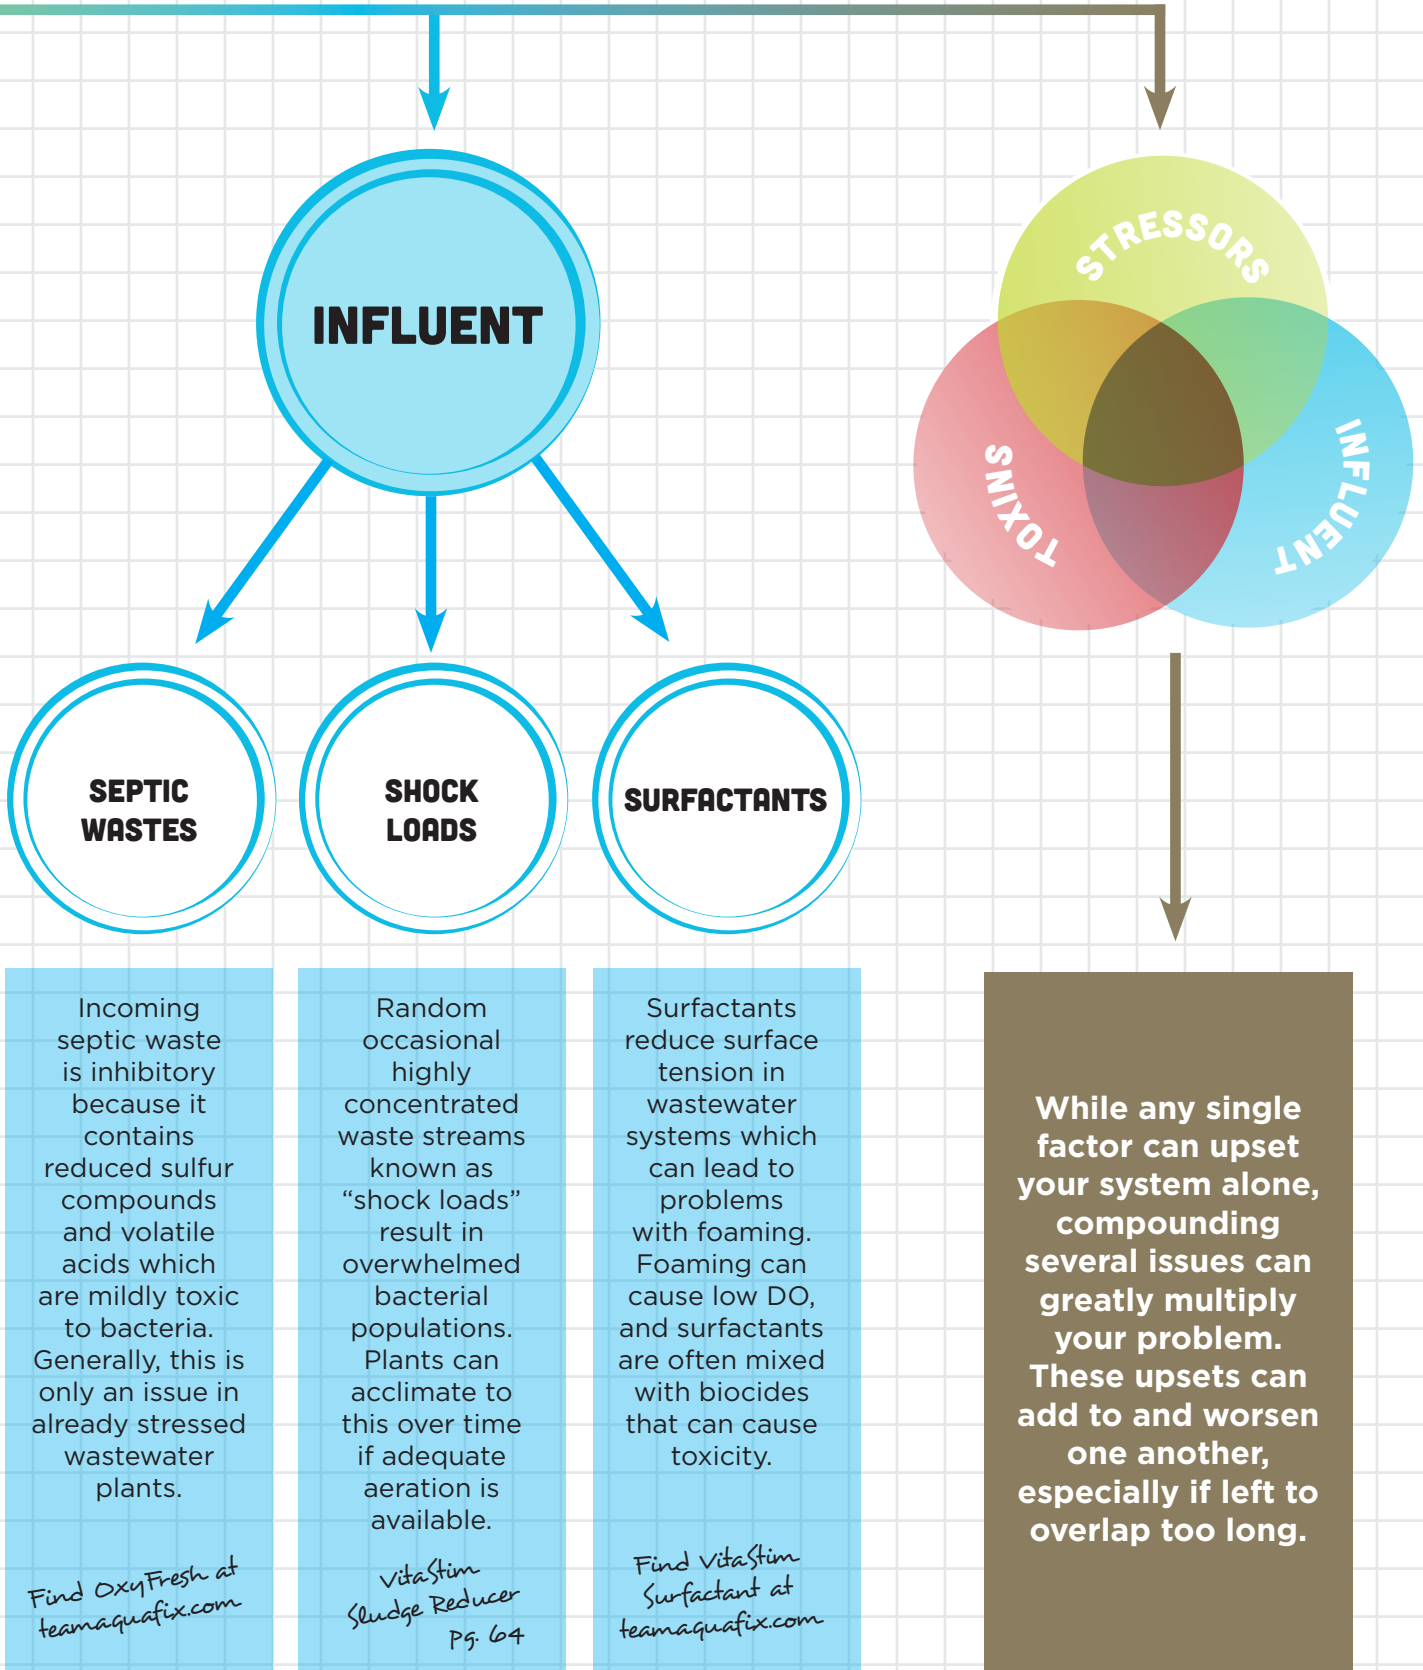 INFLUENT
STRESSORS
TOXINS
INFLUENT
SEPTIC
WASTES
SHOCK
LOADS
SURFACTANTS
Incoming
septic waste
is inhibitory
because it
contains
reduced sulfur
compounds
and volatile
acids which
are mildly toxic
to bacteria.
Generally, this is
only an issue in
already stressed
wastewater
plants.
Find OxyFresh at
teamaquafix.com
Random
occasional
highly
concentrated
waste streams
known as
“shock loads”
result in
overwhelmed
bacterial
populations.
Plants can
acclimate to
this over time
if adequate
aeration is
available.
VitaStim
Sludge Reducer
pg. 64
Surfactants
reduce surface
tension in
wastewater
systems which
can lead to
problems
with foaming.
Foaming can
cause low DO,
and surfactants
are often mixed
with biocides
that can cause
toxicity.
Find VitaStim
Surfactant at
teamaquafix.com
While any single
factor can upset
your system alone,
compounding
several issues can
greatly multiply
your problem.
These upsets can
add to and worsen
one another,
especially if left to
overlap too long.